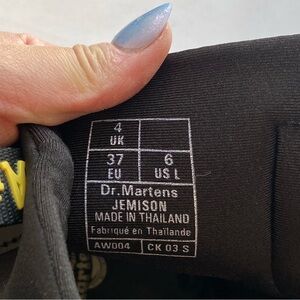 4
UK
37 6
EU US L
Dr.Martens
JEMISON
MADE IN THAILAND
Fabriqué en Thaïlande
AW004 CK 03 S